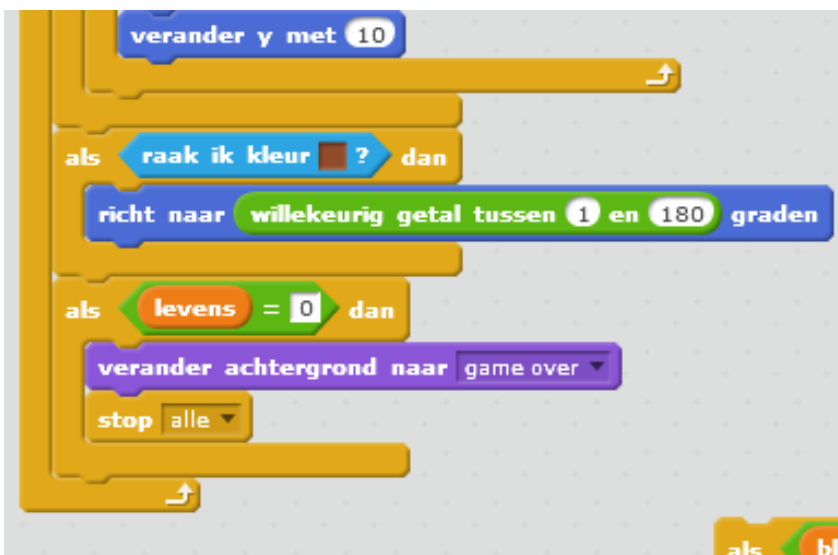 verander y met 10
als raak ik kleur ? dan
richt naar willekeurig getal tussen 1 en 180 graden
als levens = 0 dan
verander achtergrond naar game over
stop alle
als